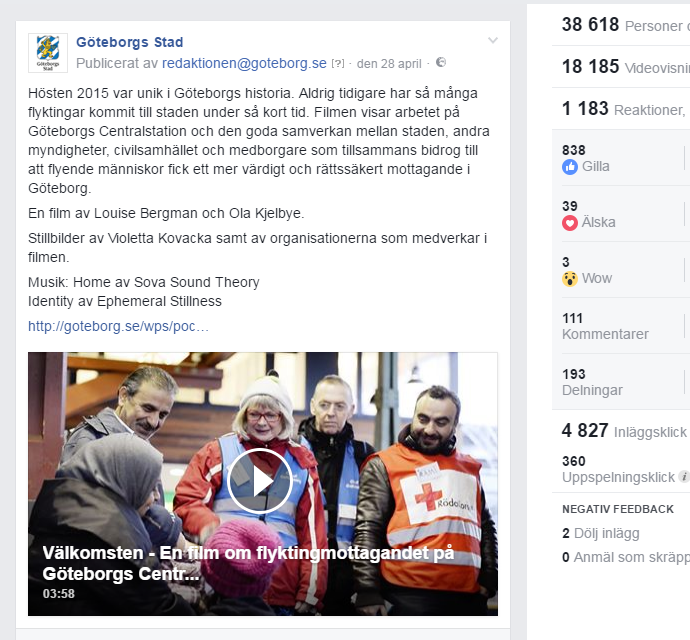 Göteborgs Stad
Göteborgs
Stad
Publicerat av redaktionen@goteborg.se [?] · den 28 april ·
Hösten 2015 var unik i Göteborgs historia. Aldrig tidigare har så många
flyktingar kommit till staden under så kort tid. Filmen visar arbetet på
Göteborgs Centralstation och den goda samverkan mellan staden, andra
myndigheter, civilsamhället och medborgare som tillsammans bidrog till
att flyende människor fick ett mer värdigt och rättssäkert mottagande i
Göteborg.
En film av Louise Bergman och Ola Kjelbye.
Stillbilder av Violetta Kovacka samt av organisationerna som medverkar i
filmen.
Musik: Home av Sova Sound Theory
Identity av Ephemeral Stillness
http://goteborg.se/wps/poc…
Välkomsten - En film om flyktingmottagandet på
Göteborgs Centr...
03:58
38 618 Personer
18 185 Videovisni
1 183 Reaktioner,
838
Gilla
39
Älska
3
Wow
111
Kommentarer
193
Delningar
4 827 Inläggsklick
360
Uppspelningsklick
NEGATIV FEEDBACK
2 Dölj inlägg
0 Anmäl som skräpp